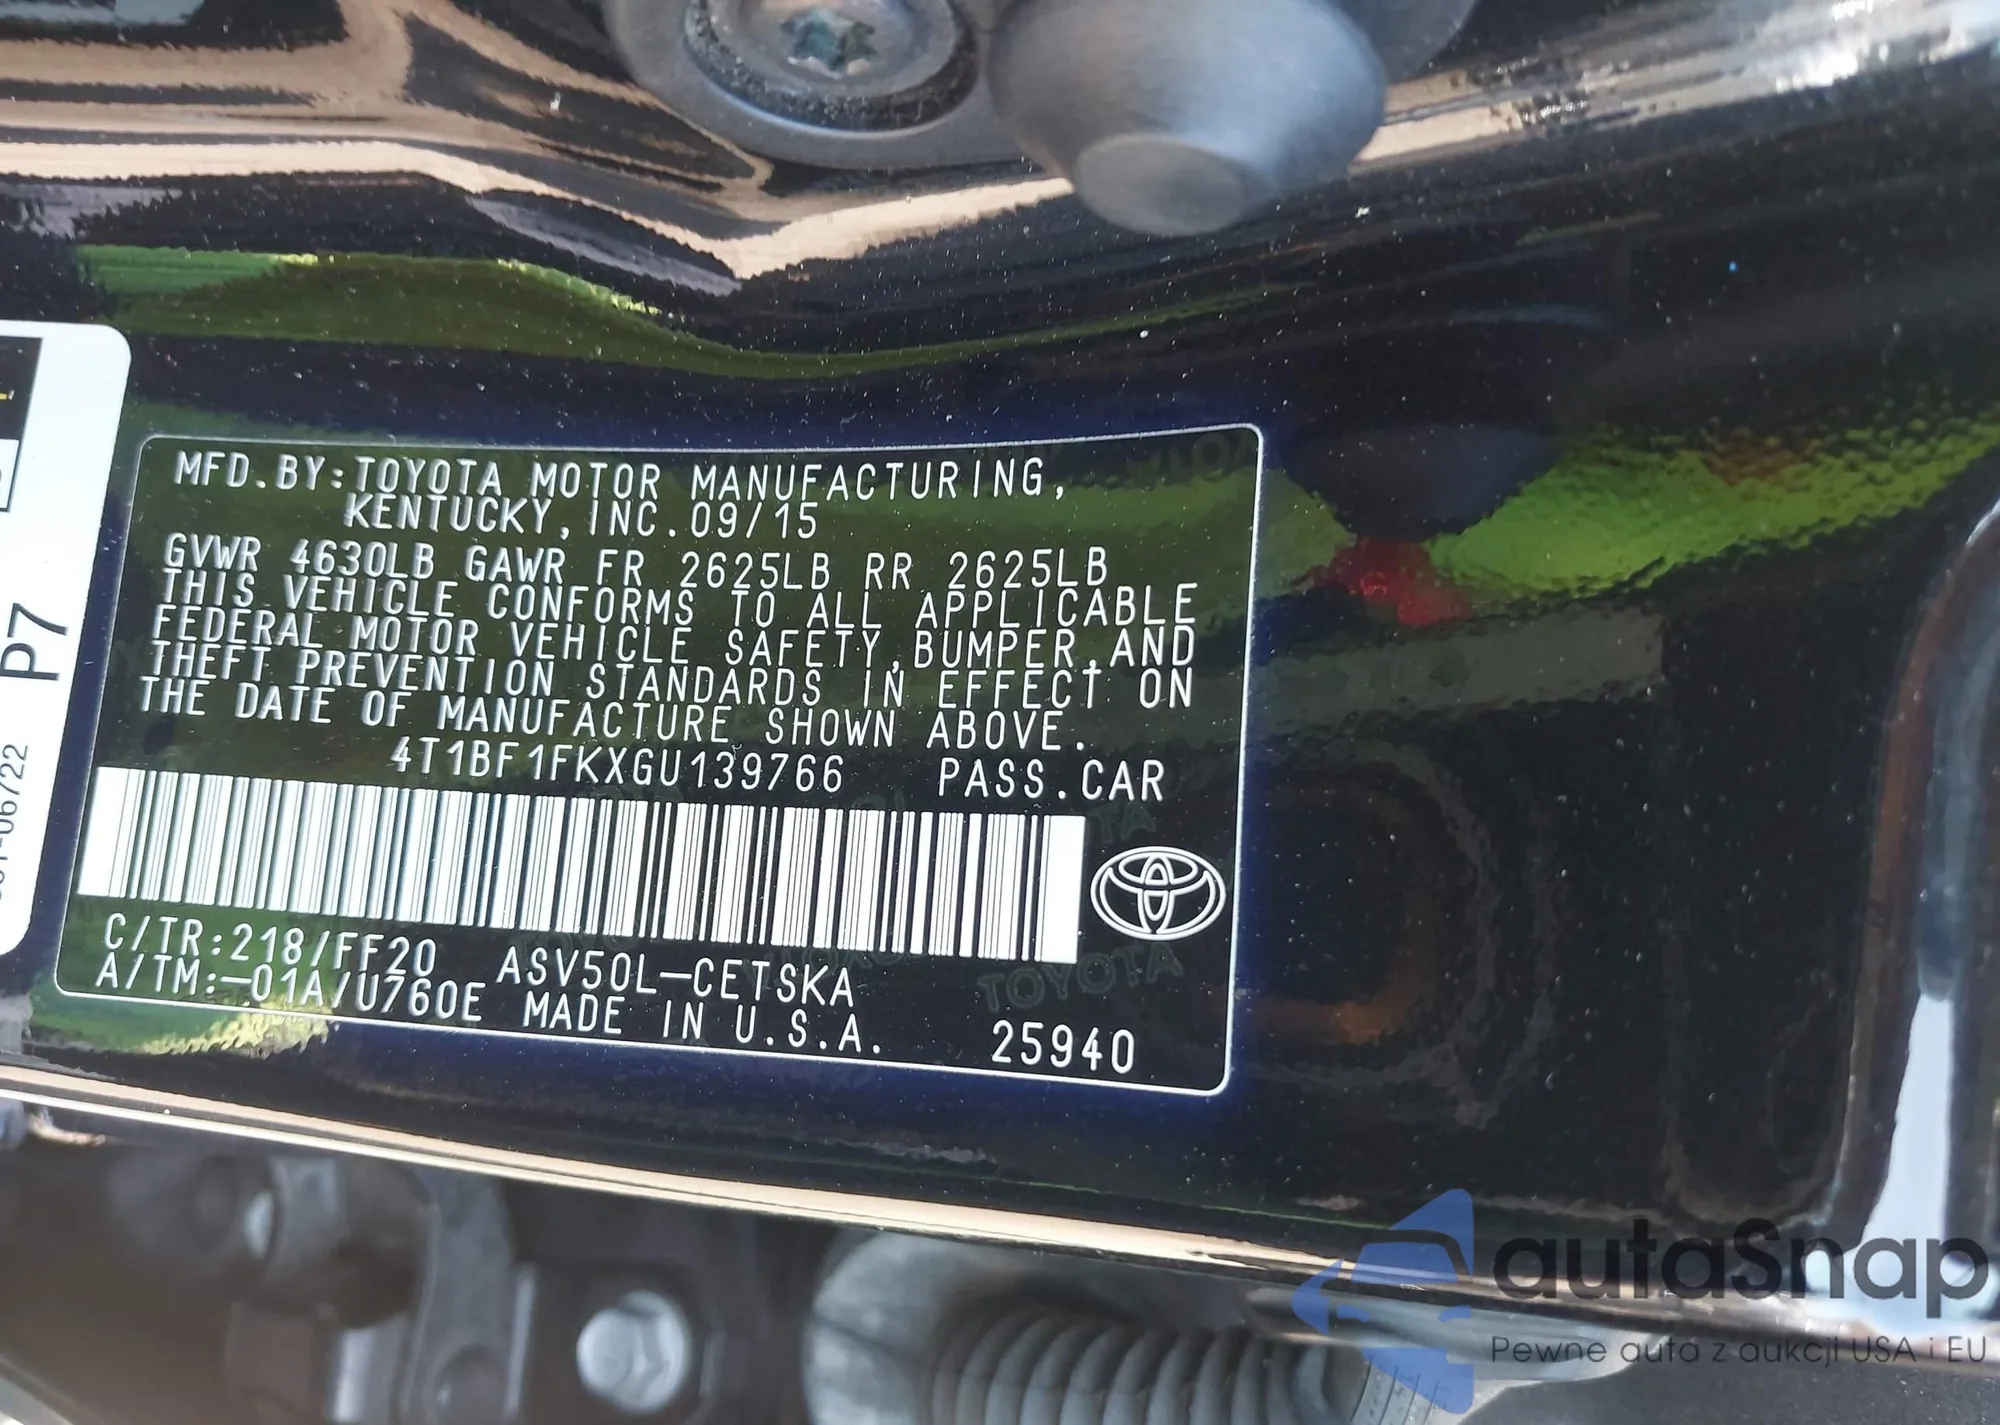 MFD.BY:TOYOTA MOTOR MANUFACTURING,
KENTUCKY, INC. 09/15
GVWR 4630LB GAWR FR 2625LB RR 2625LB
THIS VEHICLE CONFORMS TO ALL APPLICABLE
FEDERAL MOTOR VEHICLE SAFETY, BUMPER, AND
THEFT PREVENTION STANDARDS IN EFFECT ON
THE DATE OF MANUFACTURE SHOWN ABOVE.
4T1BF1FKXGU139766 PASS.CAR
C/TR:218/FF20 ASV50L-CETSKA
A/TM:-01A/U760E MADE IN U.S.A. 25940
TOYOTA
P7
autaSnap
Pewne auta z aukcji USA i EU